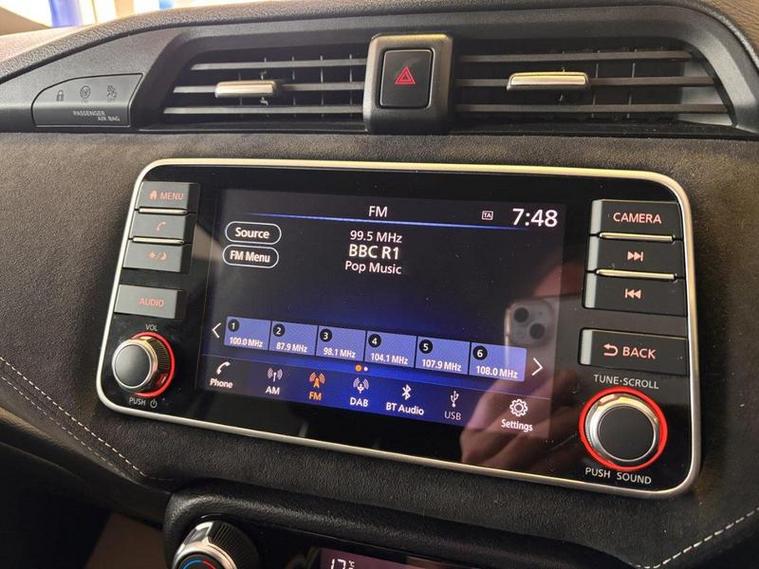 PASSENGER
AIR BAG
MENU
AUDIO
VOL
PUSH
FM
TA
7:48
Source
FM Menu
99.5 MHz
BBC R1
Pop Music
1 2 3 4 5 6
100.0 MHz 87.9 MHz 98.1 MHz 104.1 MHz 107.9 MHz 108.0 MHz
Phone AM FM DAB BT Audio USB Settings
CAMERA
BACK
TUNE·SCROLL
PUSH SOUND
17°C